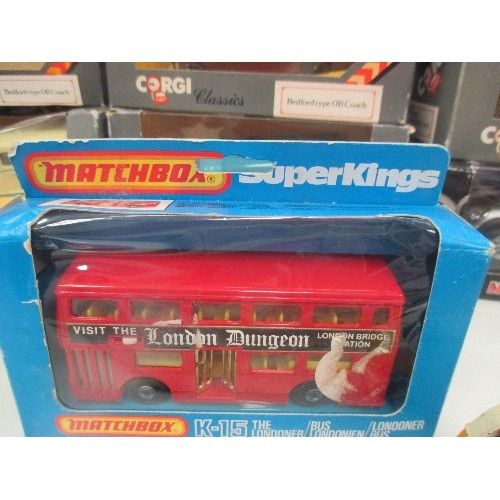 CORGI Classics
Bedford type OB Coach
Bedford type OB Coach
MATCHBOX SuperKings
VISIT THE London Dungeon LONDON BRIDGE STATION
MATCHBOX K-15 THE LONDONER/ BUS LONDONIEN/ LONDONER BUS